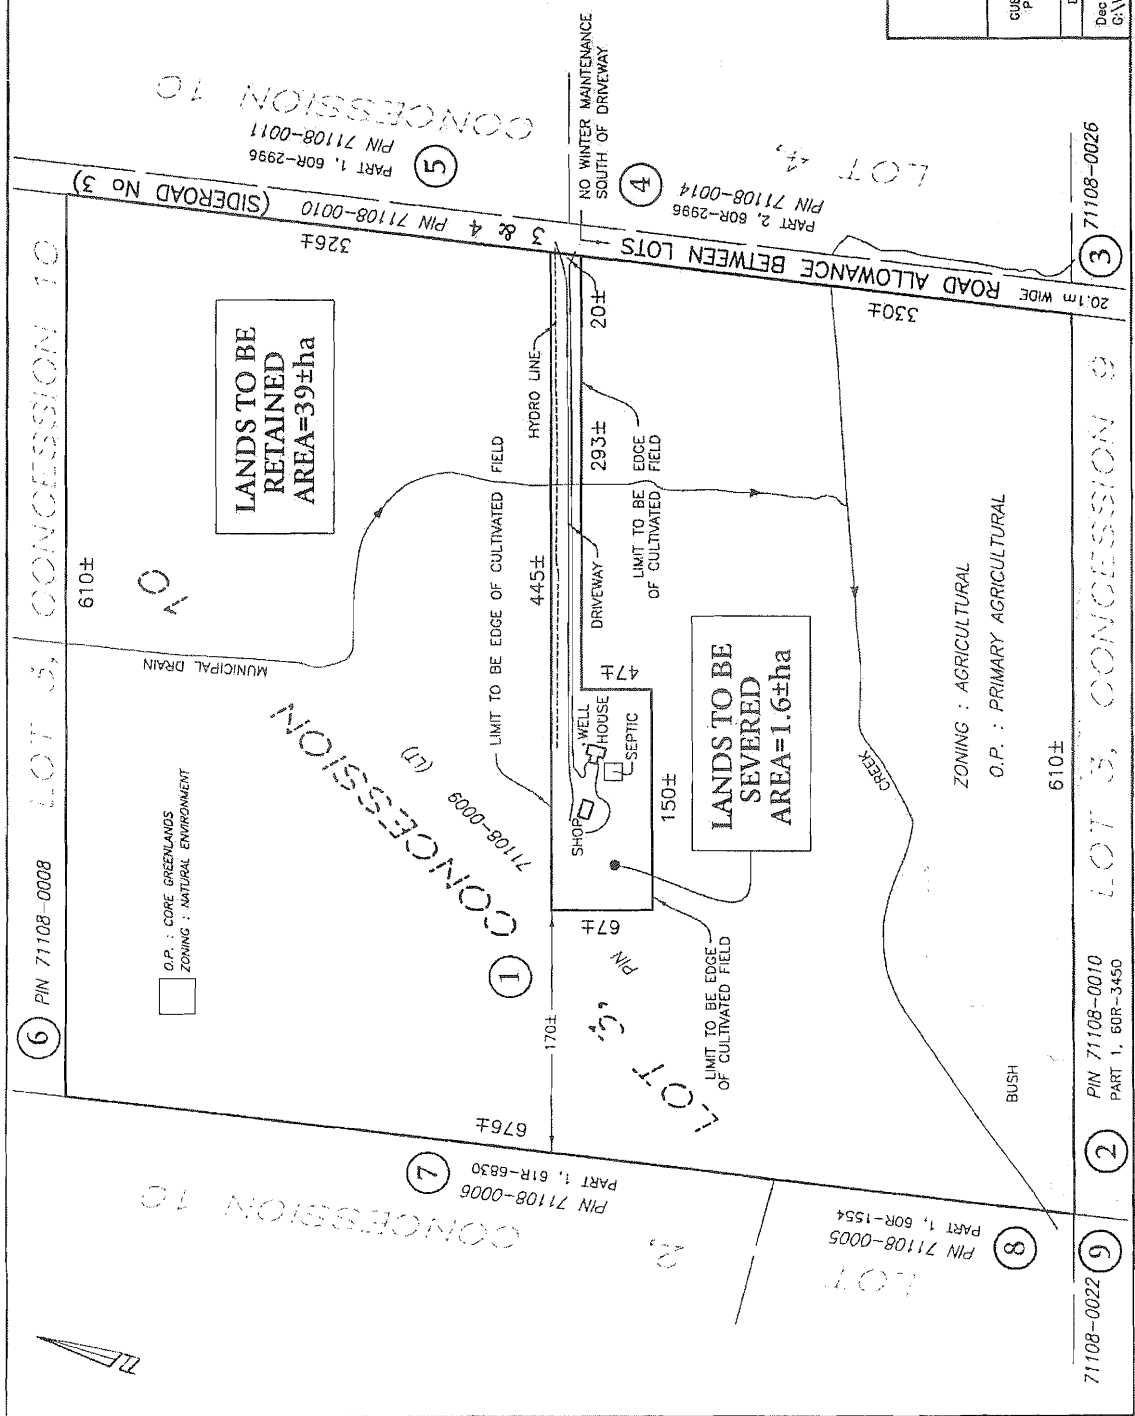 6
PIN 71108-0008
LOT 3, CONCESSION 10
610±
O.P. : CORE GREENLANDS
ZONING : NATURAL ENVIRONMENT
MUNICIPAL DRAIN
10
LANDS TO BE
RETAINED
AREA=39±ha
326±
ROAD ALLOWANCE BETWEEN LOTS 3 & 4 PIN 71108-0010 (SIDEROAD No 3)
20.1m WIDE
CONCESSION 10
5
PART 1, 60R-2996
PIN 71108-0011
NO WINTER MAINTENANCE
SOUTH OF DRIVEWAY
4
PART 2, 60R-2996
PIN 71108-0014
LOT 4,
3
71108-0026
1
LOT 3, CONCESSION
PIN 71108-0009 (LT)
LIMIT TO BE EDGE OF CULTIVATED FIELD
445±
HYDRO LINE
20±
293±
DRIVEWAY
LIMIT TO BE EDGE
OF CULTIVATED FIELD
47±
WELL
HOUSE
SEPTIC
SHOP
150±
67±
170±
676±
LANDS TO BE
SEVERED
AREA=1.6±ha
LIMIT TO BE EDGE
OF CULTIVATED FIELD
330±
CREEK
ZONING : AGRICULTURAL
O.P. : PRIMARY AGRICULTURAL
610±
BUSH
7
PIN 71108-0006
PART 1, 61R-6830
CONCESSION 10
2,
LOT
8
PIN 71108-0005
PART 1, 60R-1554
71108-0022
9
2
PIN 71108-0010
PART 1, 60R-3450
LOT 3, CONCESSION 9
Dec
G:\